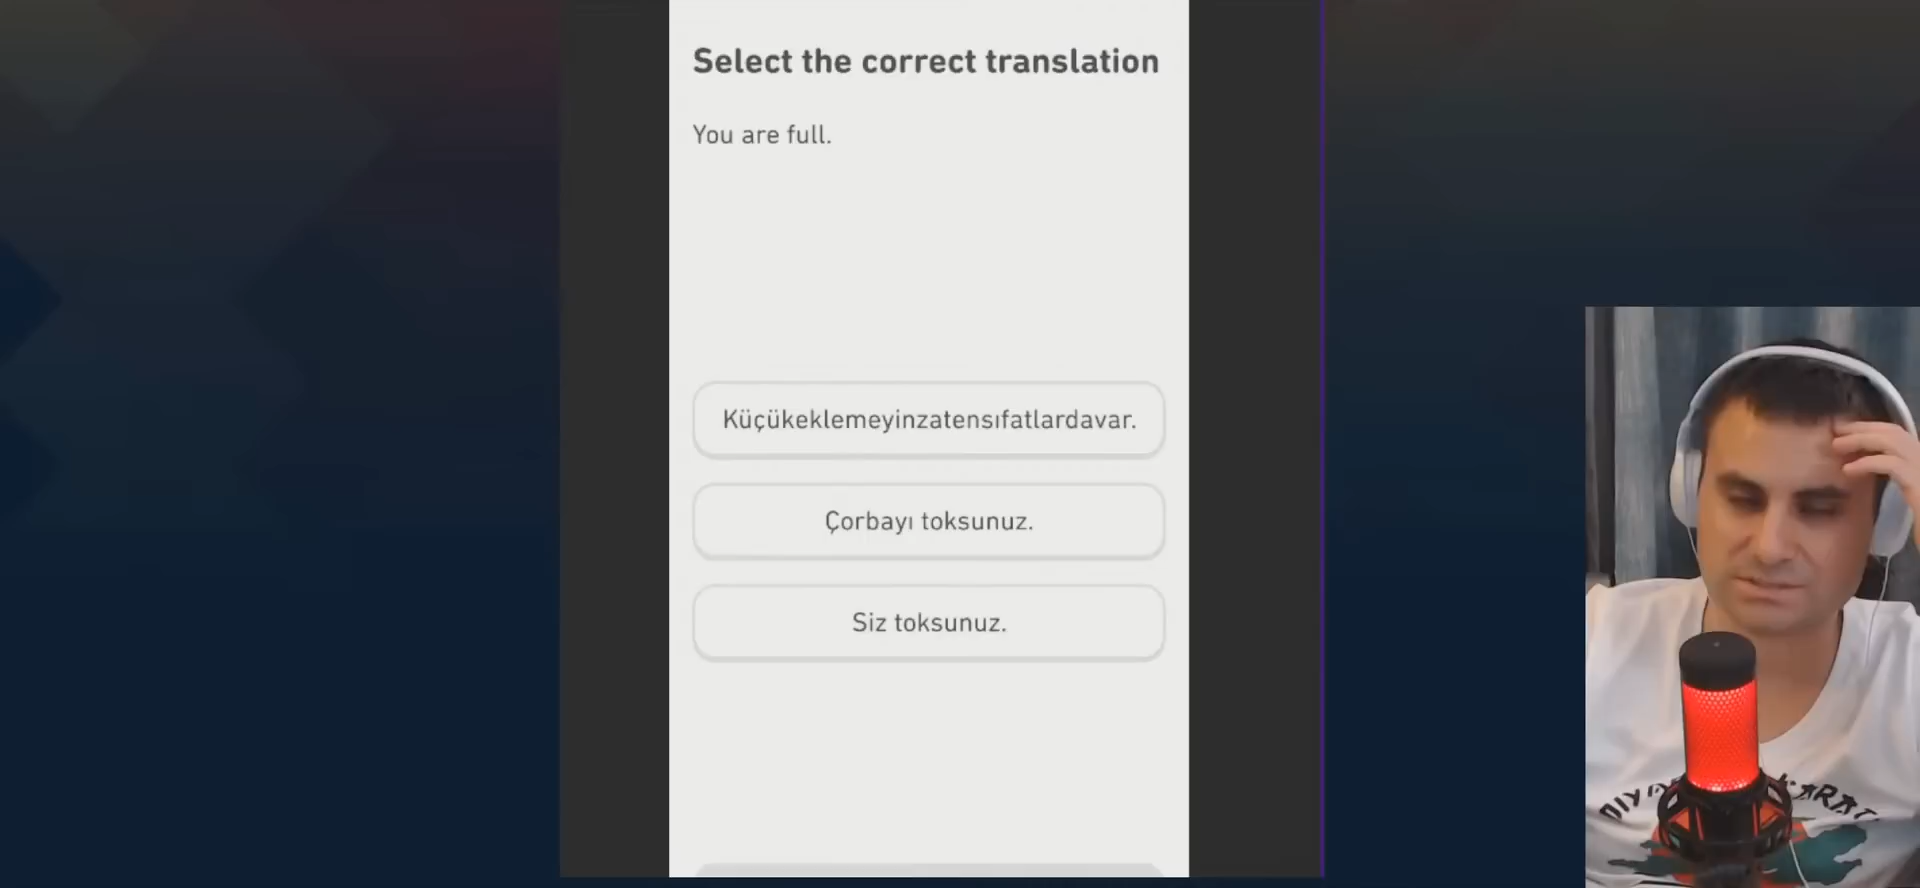 Select the correct translation
You are full.
Küçükeklemeyinzatensıfatlardavar.
Çorbayı toksunuz.
Siz toksunuz.